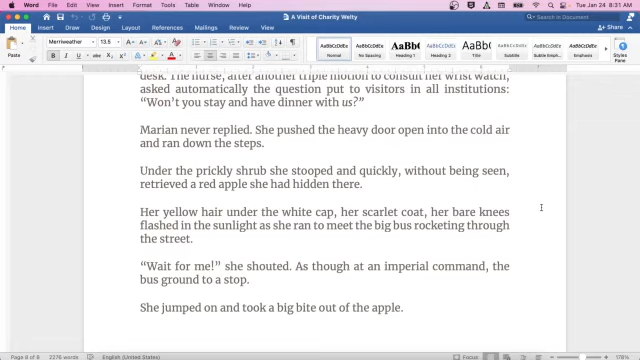 Word File Edit View Insert Format Tools Table Window Help
Tue Jan 24 8:31 AM
A Visit of Charity Welty
Search in Document
Home Insert Draw Design Layout References Mailings Review View
Share
Merriweather 13.5
AaBbCcDdEe AaBbCcDdEe AaBbC AaBbCcDdEe
Normal No Spacing Heading 1 Heading 2 Title Subtitle Subtle Emph... Emphasis
Styles Pane
desk. The nurse, after another triple motion to consult her wrist watch,
asked automatically the question put to visitors in all institutions:
“Won’t you stay and have dinner with us?”
Marian never replied. She pushed the heavy door open into the cold air
and ran down the steps.
Under the prickly shrub she stooped and quickly, without being seen,
retrieved a red apple she had hidden there.
Her yellow hair under the white cap, her scarlet coat, her bare knees
flashed in the sunlight as she ran to meet the big bus rocketing through
the street.
“Wait for me!” she shouted. As though at an imperial command, the
bus ground to a stop.
She jumped on and took a big bite out of the apple.
2276 words English (United States) Focus